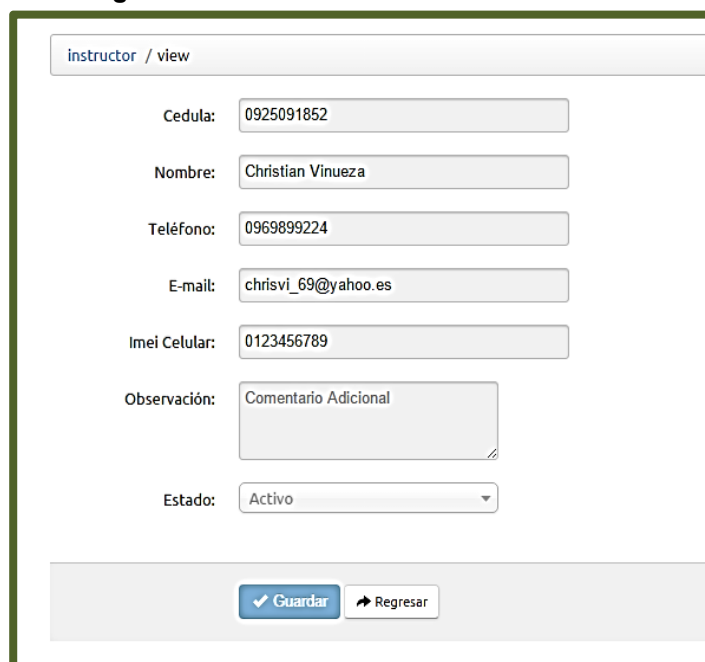 instructor / view
Cedula: 0925091852
Nombre: Christian Vinueza
Teléfono: 0969899224
E-mail: chrisvi_69@yahoo.es
Imei Celular: 0123456789
Observación: Comentario Adicional
Estado: Activo
Guardar Regresar